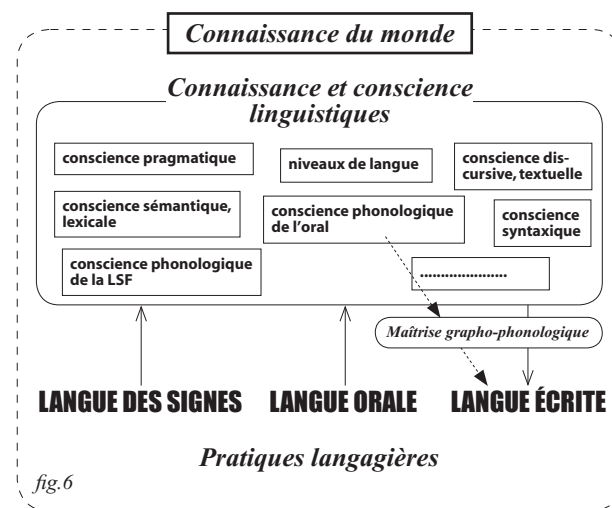 Connaissance du monde
Connaissance et conscience
linguistiques
conscience pragmatique
niveaux de langue
conscience dis-
cursive, textuelle
conscience sémantique,
lexicale
conscience phonologique
de l'oral
conscience
syntaxique
conscience phonologique
de la LSF
......................
Maîtrise grapho-phonologique
LANGUE DES SIGNES
LANGUE ORALE
LANGUE ÉCRITE
Pratiques langagières
fig.6